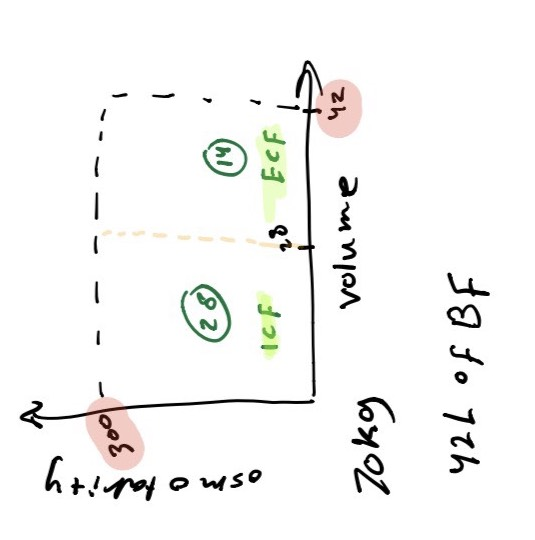 osmolarity
300
28
14
ICF
ECF
28
42
volume
70kg
42L of BF